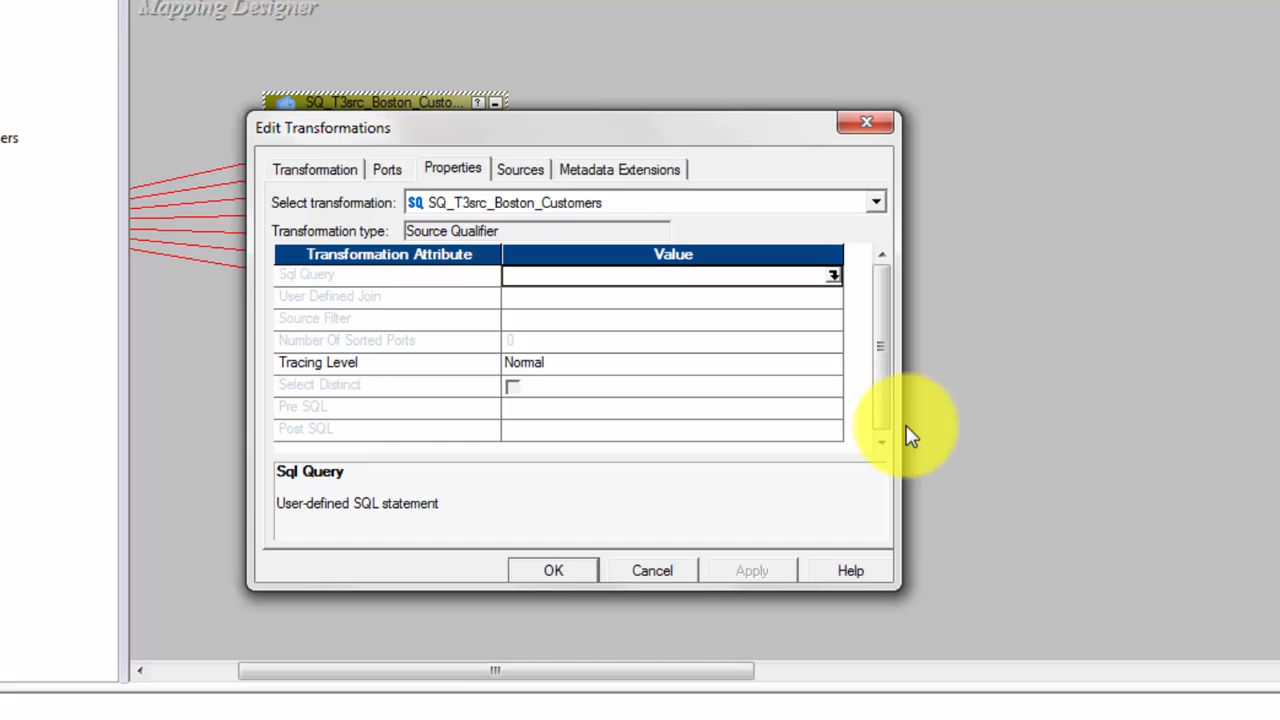 Mapping Designer
SQ_T3src_Boston_Custo...
ers
Edit Transformations
Transformation Ports Properties Sources Metadata Extensions
Select transformation: SQ SQ_T3src_Boston_Customers
Transformation type: Source Qualifier
Transformation Attribute Value
Sql Query
User Defined Join
Source Filter
Number Of Sorted Ports 0
Tracing Level Normal
Select Distinct
Pre SQL
Post SQL
Sql Query
User-defined SQL statement
OK Cancel Apply Help